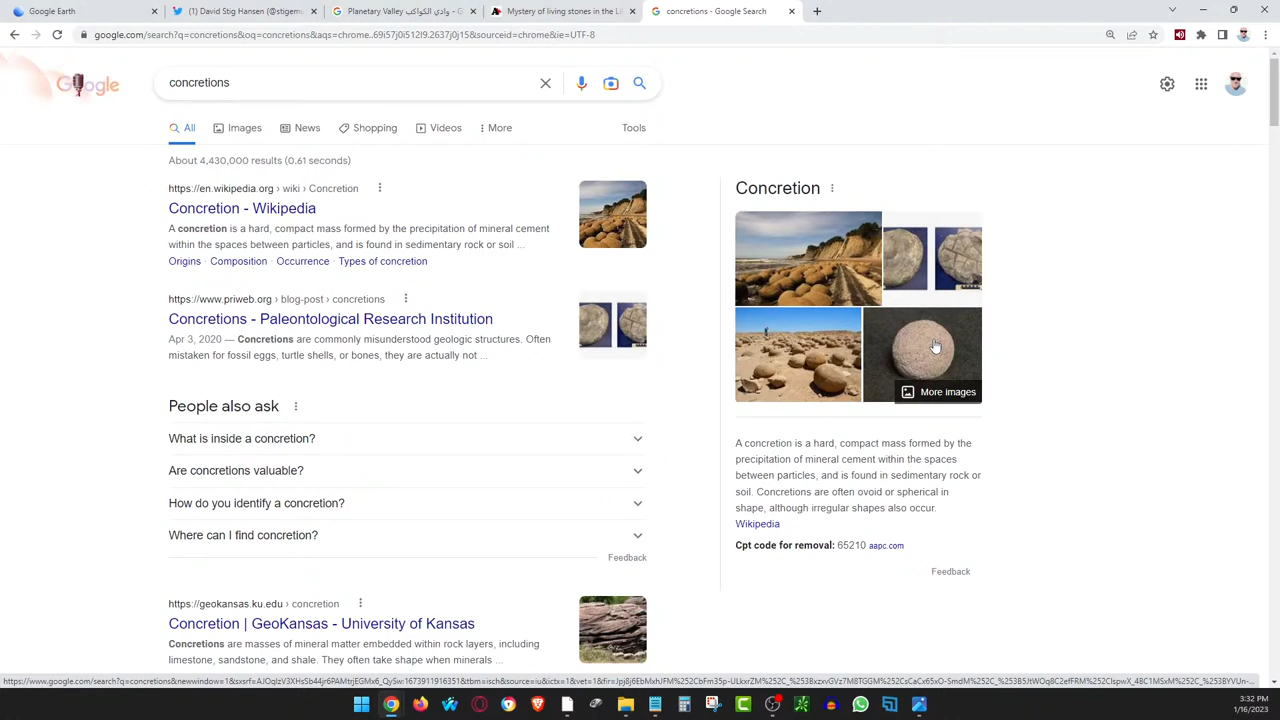 Google Earth
(1) David Stig Hansen (@stigem
Planetary Valley وادي الكواكب - G
Mystery of living stones in the Li
concretions - Google Search
google.com/search?q=concretions&oq=concretions&aqs=chrome..69i57j0i512l9.2637j0j15&sourceid=chrome&ie=UTF-8
Google
concretions
All
Images
News
Shopping
Videos
More
Tools
About 4,430,000 results (0.61 seconds)
https://en.wikipedia.org › wiki › Concretion
Concretion - Wikipedia
A concretion is a hard, compact mass formed by the precipitation of mineral cement
within the spaces between particles, and is found in sedimentary rock or soil ...
Origins · Composition · Occurrence · Types of concretion
https://www.priweb.org › blog-post › concretions
Concretions - Paleontological Research Institution
Apr 3, 2020 — Concretions are commonly misunderstood geologic structures. Often
mistaken for fossil eggs, turtle shells, or bones, they are actually not ...
People also ask
What is inside a concretion?
Are concretions valuable?
How do you identify a concretion?
Where can I find concretion?
Feedback
https://geokansas.ku.edu › concretion
Concretion | GeoKansas - University of Kansas
Concretions are masses of mineral matter embedded within rock layers, including
limestone, sandstone, and shale. They often take shape when minerals ...
Concretion
More images
A concretion is a hard, compact mass formed by the
precipitation of mineral cement within the spaces
between particles, and is found in sedimentary rock or
soil. Concretions are often ovoid or spherical in
shape, although irregular shapes also occur.
Wikipedia
Cpt code for removal: 65210 aapc.com
Feedback
3:32 PM
1/16/2023